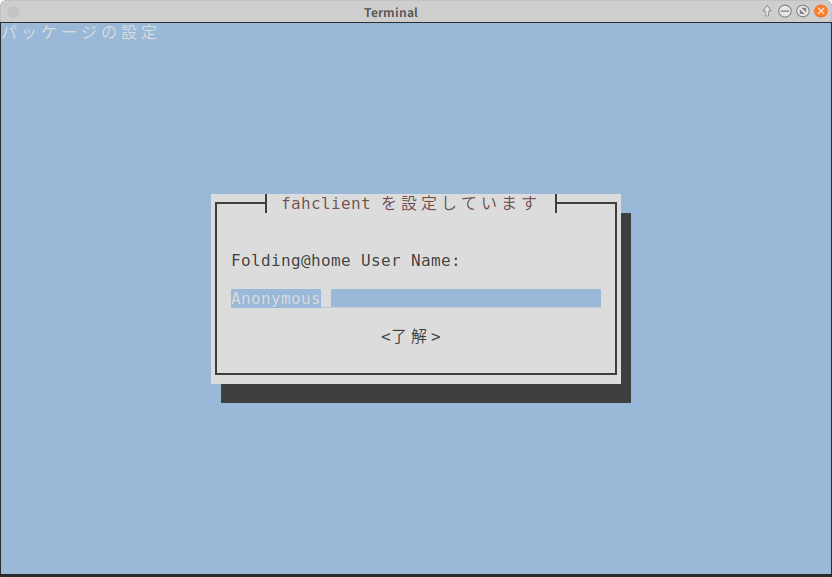 Terminal
パッケージの設定
fahclient を設定しています
Folding@home User Name:
Anonymous
<了解>